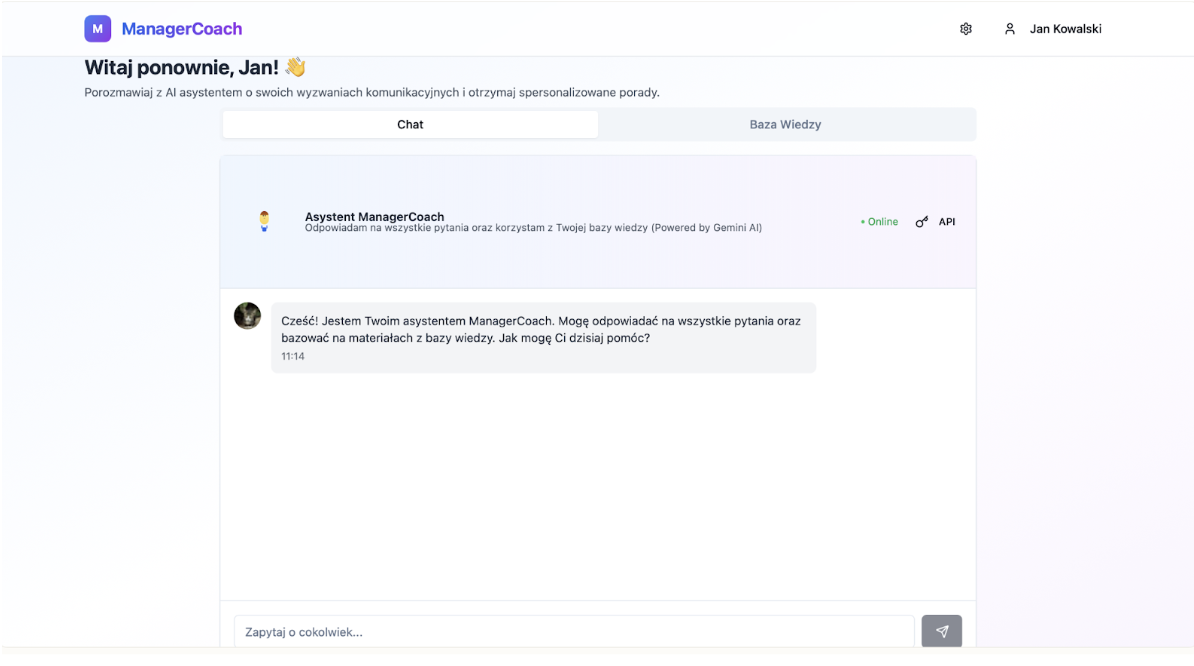 M ManagerCoach
Jan Kowalski
Witaj ponownie, Jan! 👋
Porozmawiaj z AI asystentem o swoich wyzwaniach komunikacyjnych i otrzymaj spersonalizowane porady.
Chat
Baza Wiedzy
Asystent ManagerCoach
Odpowiadam na wszystkie pytania oraz korzystam z Twojej bazy wiedzy (Powered by Gemini AI)
• Online
API
Cześć! Jestem Twoim asystentem ManagerCoach. Mogę odpowiadać na wszystkie pytania oraz
bazować na materiałach z bazy wiedzy. Jak mogę Ci dzisiaj pomóc?
11:14
Zapytaj o cokolwiek...